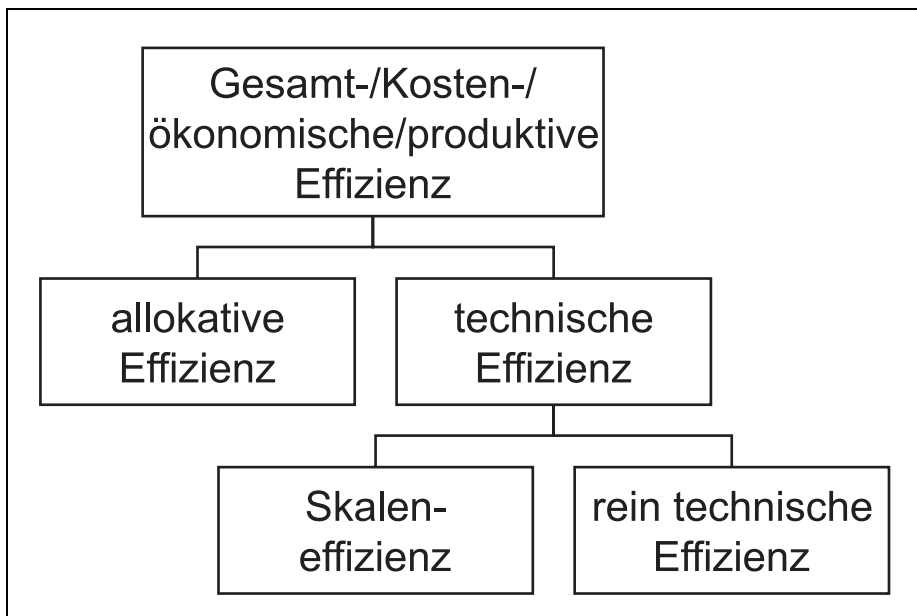 Gesamt-/Kosten-/
ökonomische/produktive
Effizienz
allokative
Effizienz
technische
Effizienz
Skalen-
effizienz
rein technische
Effizienz